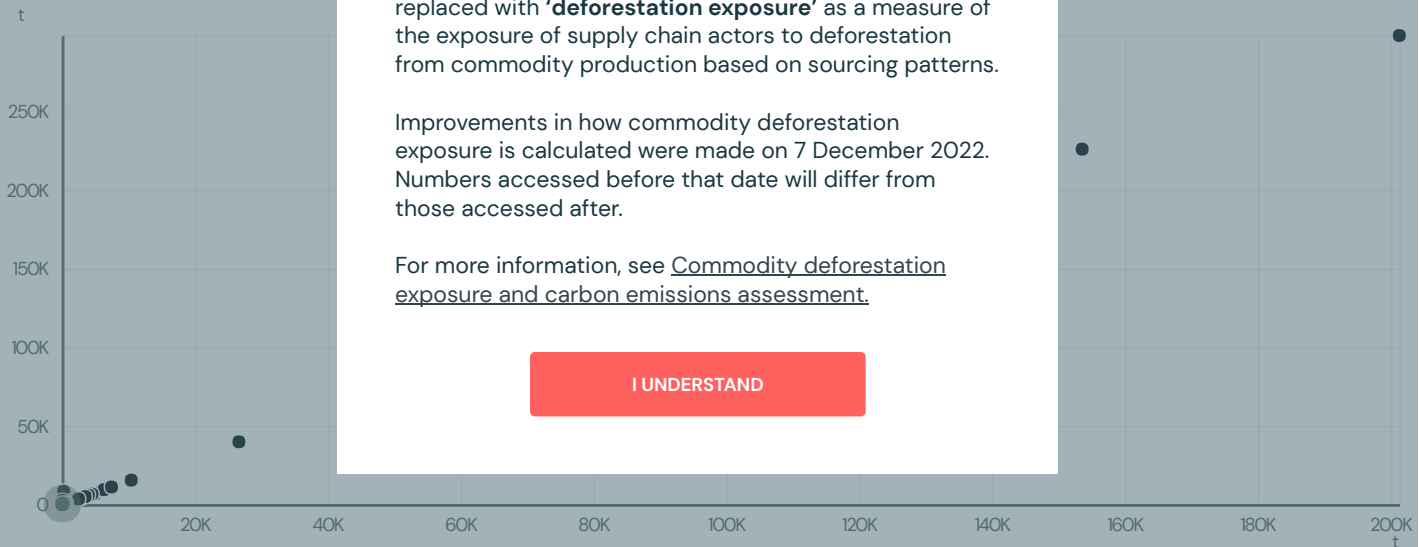 t
replaced with ‘deforestation exposure’ as a measure of
the exposure of supply chain actors to deforestation
from commodity production based on sourcing patterns.
Improvements in how commodity deforestation
exposure is calculated were made on 7 December 2022.
Numbers accessed before that date will differ from
those accessed after.
For more information, see Commodity deforestation
exposure and carbon emissions assessment.
I UNDERSTAND
250K
200K
150K
100K
50K
0
20K 40K 60K 80K 100K 120K 140K 160K 180K 200K
t